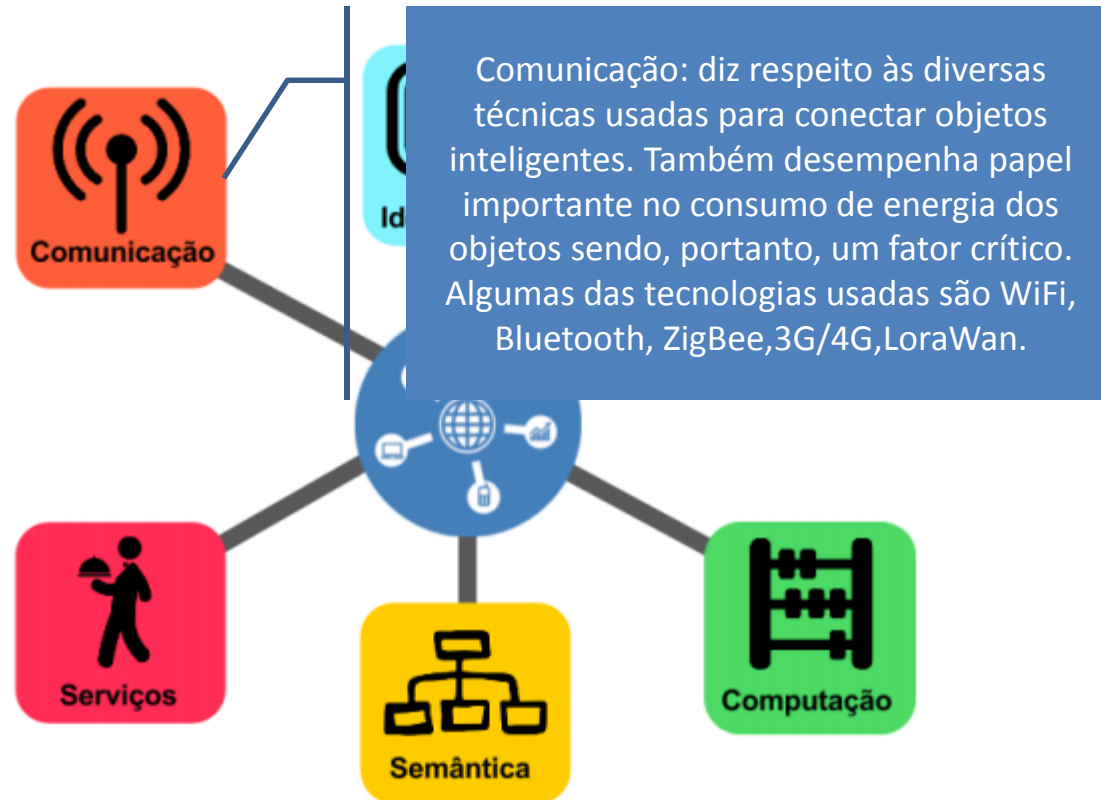 Comunicação: diz respeito às diversas
técnicas usadas para conectar objetos
inteligentes. Também desempenha papel
importante no consumo de energia dos
objetos sendo, portanto, um fator crítico.
Algumas das tecnologias usadas são WiFi,
Bluetooth, ZigBee,3G/4G,LoraWan.
Comunicação
Serviços
Semântica
Computação